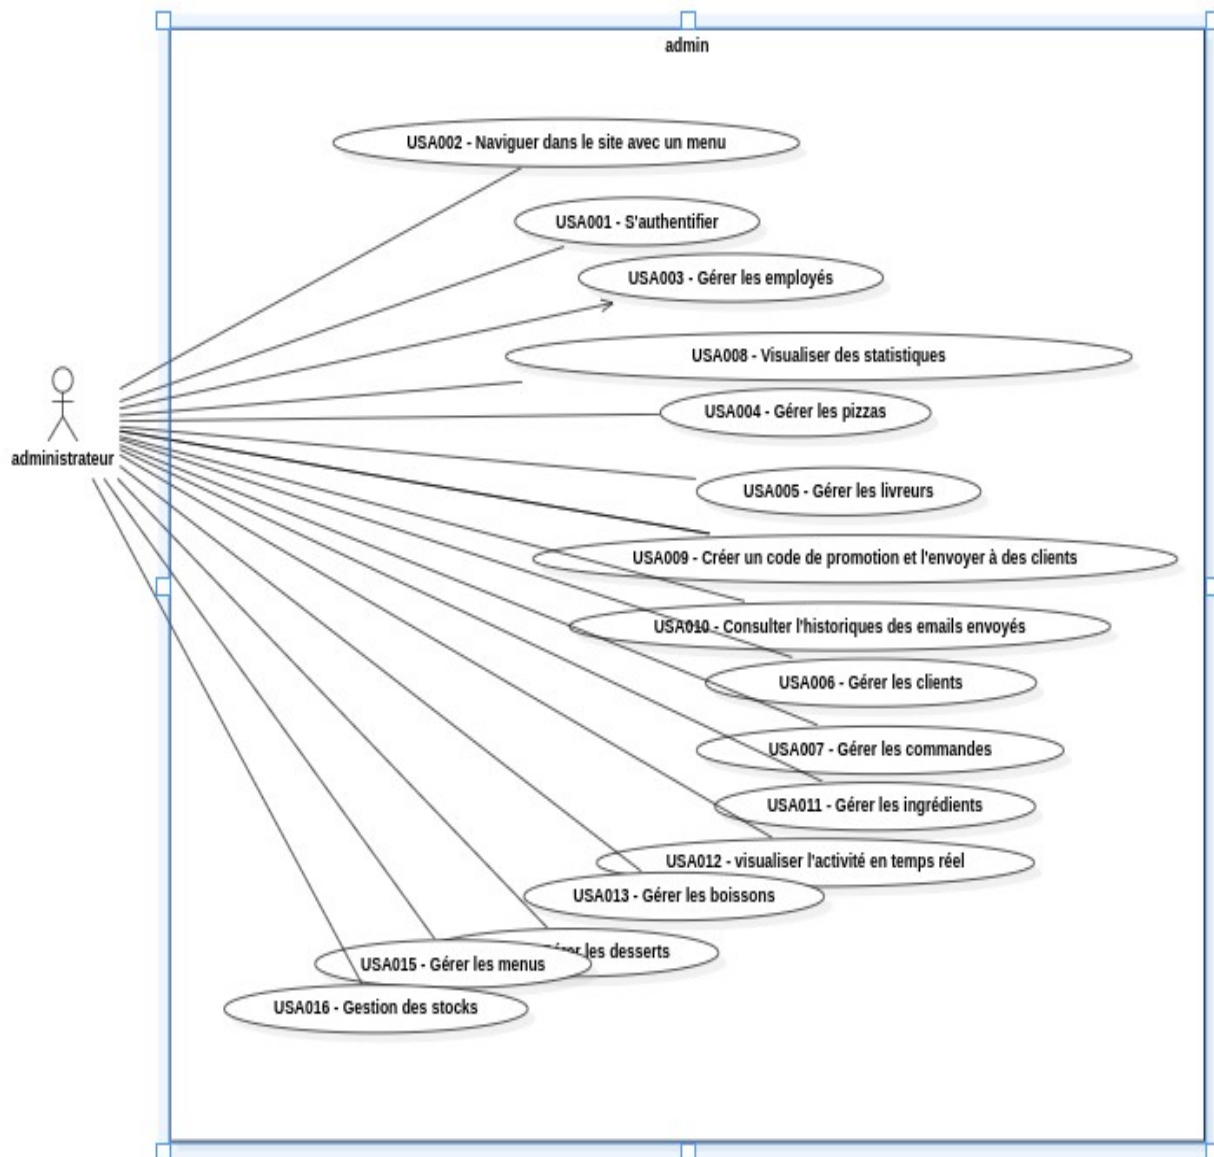 admin
USA002 - Naviguer dans le site avec un menu
USA001 - S'authentifier
USA003 - Gérer les employés
USA008 - Visualiser des statistiques
USA004 - Gérer les pizzas
administrateur
USA005 - Gérer les livreurs
USA009 - Créer un code de promotion et l'envoyer à des clients
USA010 - Consulter l'historiques des emails envoyés
USA006 - Gérer les clients
USA007 - Gérer les commandes
USA011 - Gérer les ingrédients
USA012 - visualiser l'activité en temps réel
USA013 - Gérer les boissons
les desserts
USA015 - Gérer les menus
USA016 - Gestion des stocks